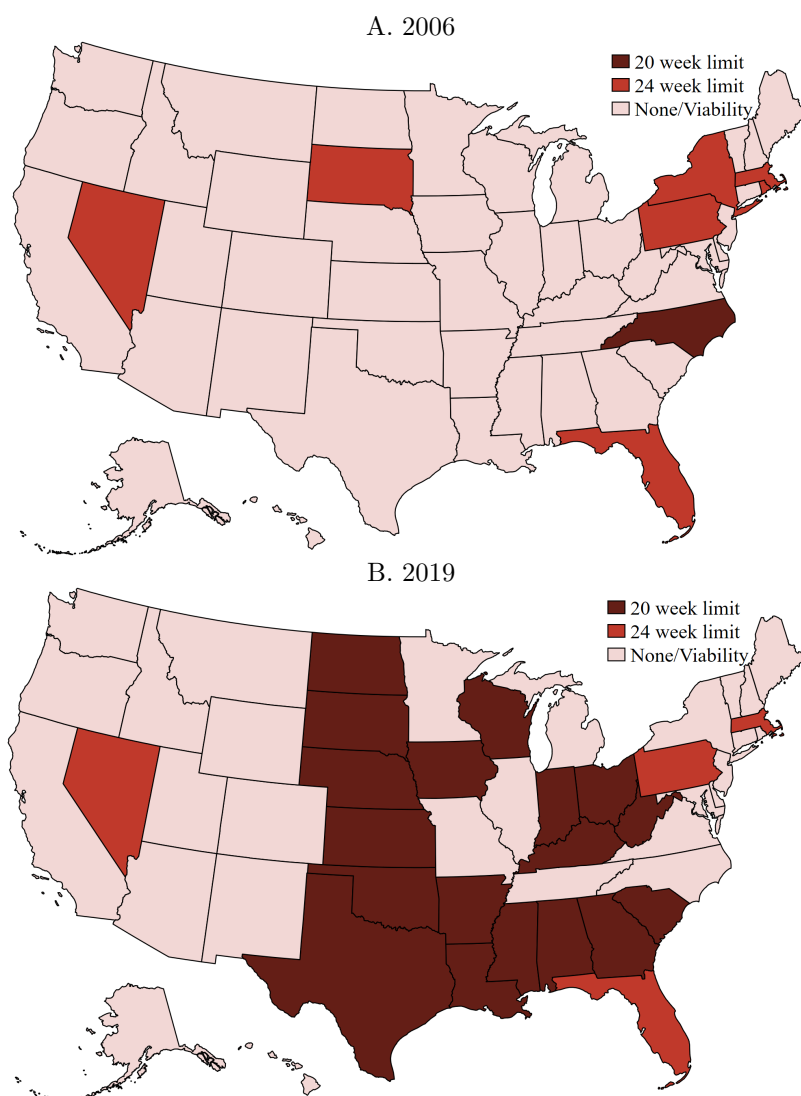 A. 2006
20 week limit
24 week limit
None/Viability
B. 2019
20 week limit
24 week limit
None/Viability